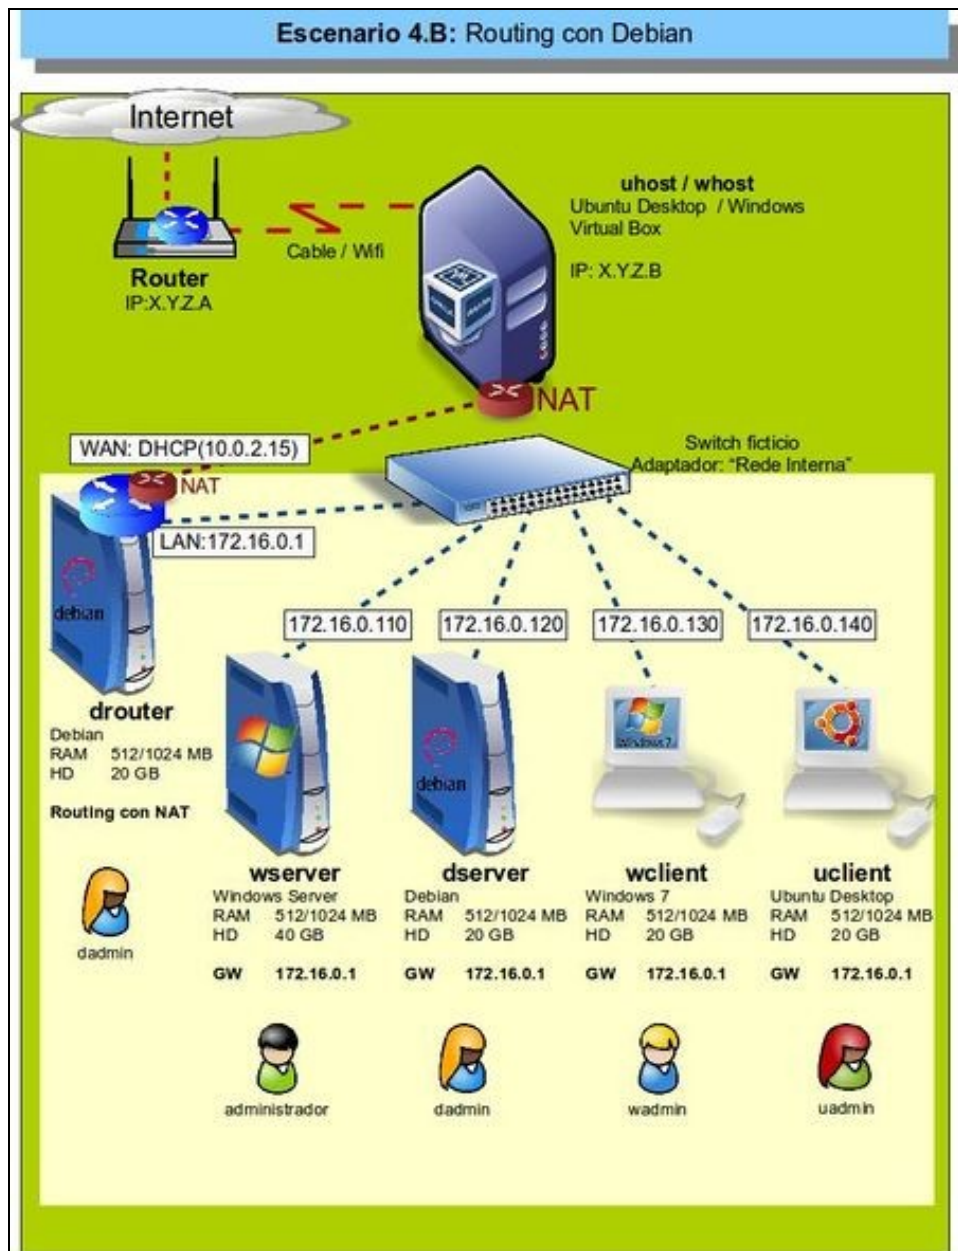 Escenario 4.B: Routing con Debian
Internet
Router
IP:X.Y.Z.A
Cable / Wifi
uhost / whost
Ubuntu Desktop / Windows
Virtual Box
IP: X.Y.Z.B
NAT
WAN: DHCP(10.0.2.15)
NAT
Switch ficticio
Adaptador: "Rede Interna"
LAN:172.16.0.1
debian
172.16.0.110
172.16.0.120
172.16.0.130
172.16.0.140
drouter
Debian
RAM 512/1024 MB
HD 20 GB
Routing con NAT
dadmin
debian
Windows 7
wserver
Windows Server
RAM 512/1024 MB
HD 40 GB
GW 172.16.0.1
administrador
dserver
Debian
RAM 512/1024 MB
HD 20 GB
GW 172.16.0.1
dadmin
wclient
Windows 7
RAM 512/1024 MB
HD 20 GB
GW 172.16.0.1
wadmin
uclient
Ubuntu Desktop
RAM 512/1024 MB
HD 20 GB
GW 172.16.0.1
uadmin